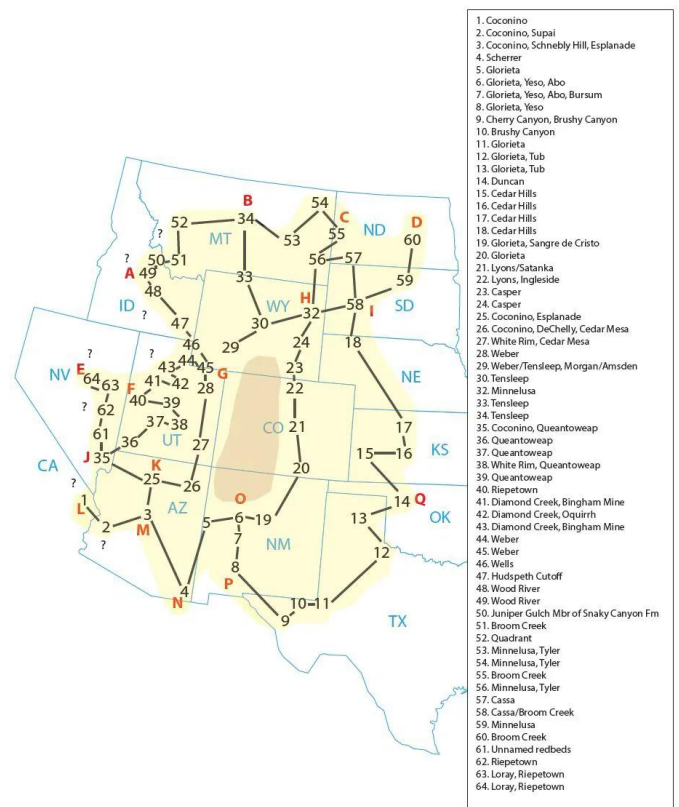 54
B
C
D
52
34
55
ND
?
MT
53
60
?
50
51
56
57
A
49
33
59
48
H
ID
WY
58
SD
?
32
I
47
30
46
24
18
?
?
29
44
E
43
45
G
23
NV
64
63
F
41
42
28
22
NE
40
39
?
62
37
38
CO
21
17
61
36
UT
27
KS
CA
J
35
K
20
15
16
?
25
26
L
1
AZ
O
14
Q
3
5
6
19
13
OK
2
M
7
NM
?
8
12
P
4
10
11
N
9
TX
1. Coconino
2. Coconino, Supai
3. Coconino, Schnebly Hill, Esplanade
4. Scherrer
5. Glorieta
6. Glorieta, Yeso, Abo
7. Glorieta, Yeso, Abo, Bursum
8. Glorieta, Yeso
9. Cherry Canyon, Brushy Canyon
10. Brushy Canyon
11. Glorieta
12. Glorieta, Tub
13. Glorieta, Tub
14. Duncan
15. Cedar Hills
16. Cedar Hills
17. Cedar Hills
18. Cedar Hills
19. Glorieta, Sangre de Cristo
20. Glorieta
21. Lyons/Satanka
22. Lyons, Ingleside
23. Casper
24. Casper
25. Coconino, Esplanade
26. Coconino, DeChelly, Cedar Mesa
27. White Rim, Cedar Mesa
28. Weber
29. Weber/Tensleep, Morgan/Amsden
30. Tensleep
32. Minnelusa
33. Tensleep
34. Tensleep
35. Coconino, Queantoweap
36. Queantoweap
37. Queantoweap
38. White Rim, Queantoweap
39. Queantoweap
40. Riepetown
41. Diamond Creek, Bingham Mine
42. Diamond Creek, Oquirrh
43. Diamond Creek, Bingham Mine
44. Weber
45. Weber
46. Wells
47. Hudspeth Cutoff
48. Wood River
49. Wood River
50. Juniper Gulch Mbr of Snaky Canyon Fm
51. Broom Creek
52. Quadrant
53. Minnelusa, Tyler
54. Minnelusa, Tyler
55. Broom Creek
56. Minnelusa, Tyler
57. Cassa
58. Cassa/Broom Creek
59. Minnelusa
60. Broom Creek
61. Unnamed redbeds
62. Riepetown
63. Loray, Riepetown
64. Loray, Riepetown